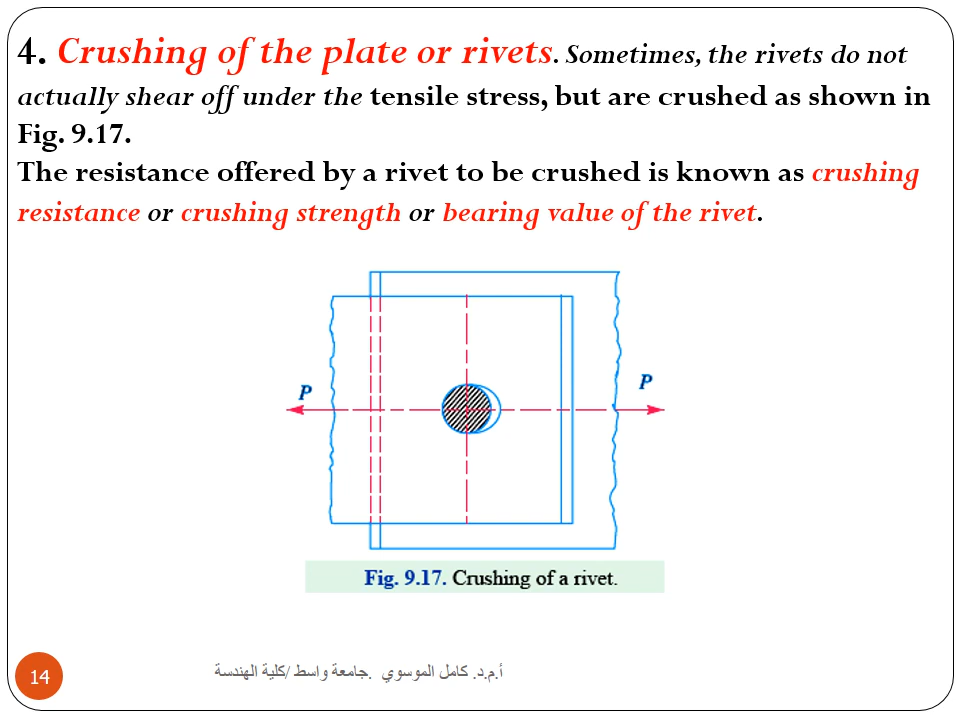 4. Crushing of the plate or rivets. Sometimes, the rivets do not
actually shear off under the tensile stress, but are crushed as shown in
Fig. 9.17.
The resistance offered by a rivet to be crushed is known as crushing
resistance or crushing strength or bearing value of the rivet.
P
P
Fig. 9.17. Crushing of a rivet.
14
أ.م.د. كامل الموسوي .جامعة واسط /كلية الهندسة